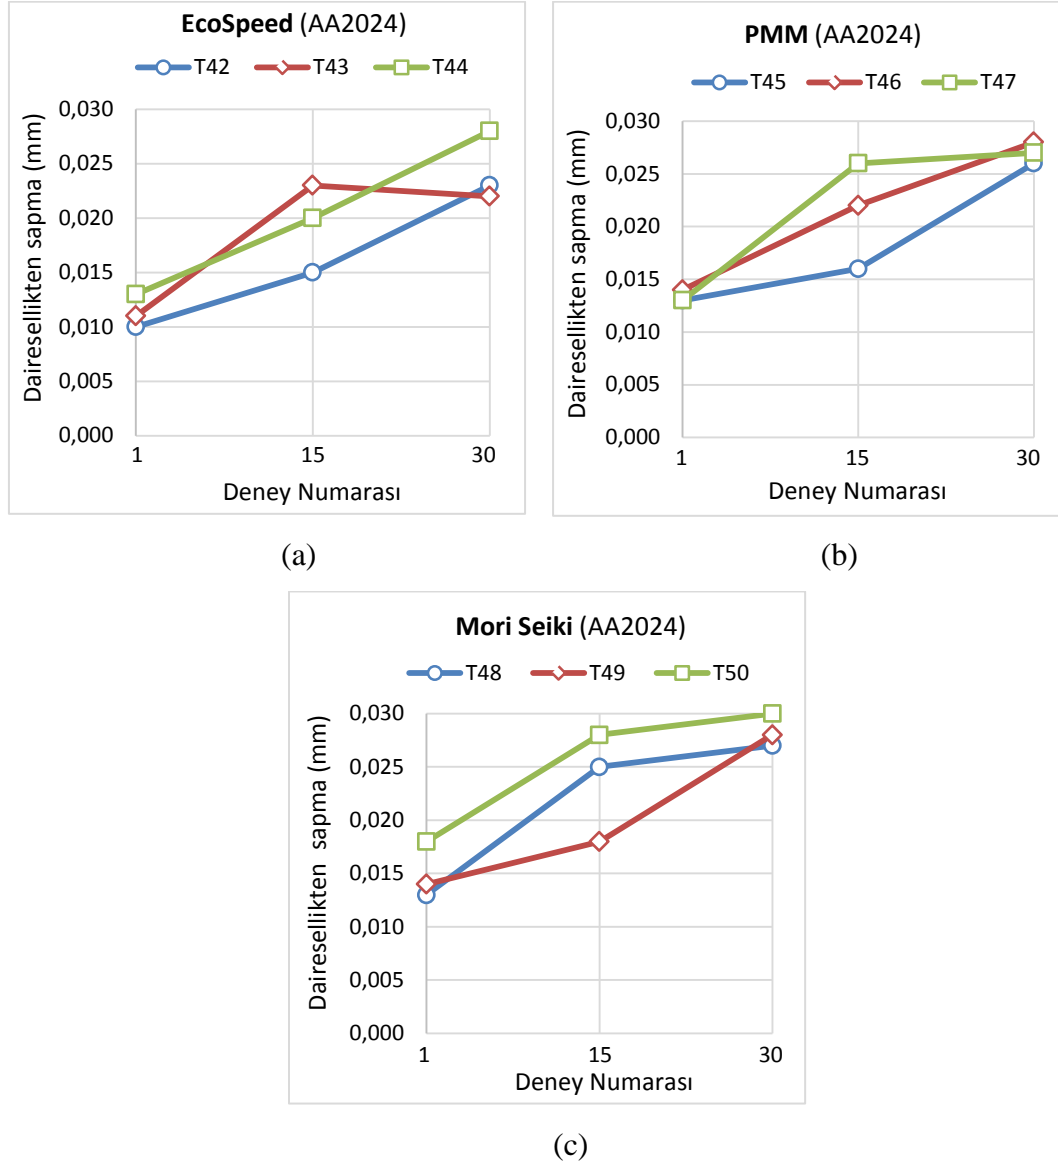 EcoSpeed (AA2024)
T42 T43 T44
Dairesellikten sapma (mm)
0,030
0,025
0,020
0,015
0,010
0,005
0,000
1 15 30
Deney Numarası
(a)
PMM (AA2024)
T45 T46 T47
Dairesellikten sapma (mm)
0,030
0,025
0,020
0,015
0,010
0,005
0,000
1 15 30
Deney Numarası
(b)
Mori Seiki (AA2024)
T48 T49 T50
Dairesellikten sapma (mm)
0,030
0,025
0,020
0,015
0,010
0,005
0,000
1 15 30
Deney Numarası
(c)